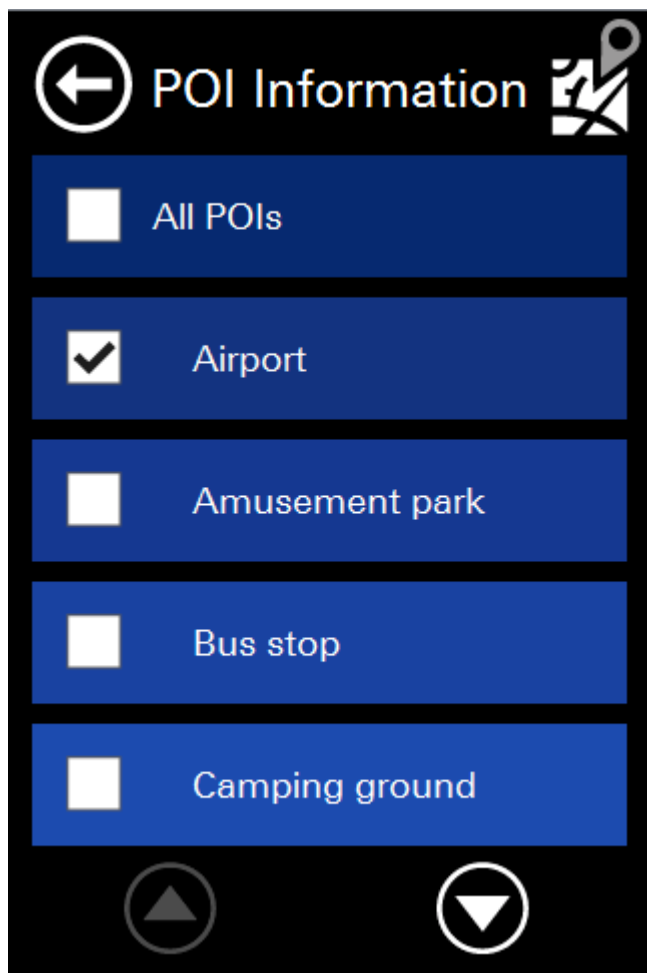 POI Information
All POIs
Airport
Amusement park
Bus stop
Camping ground